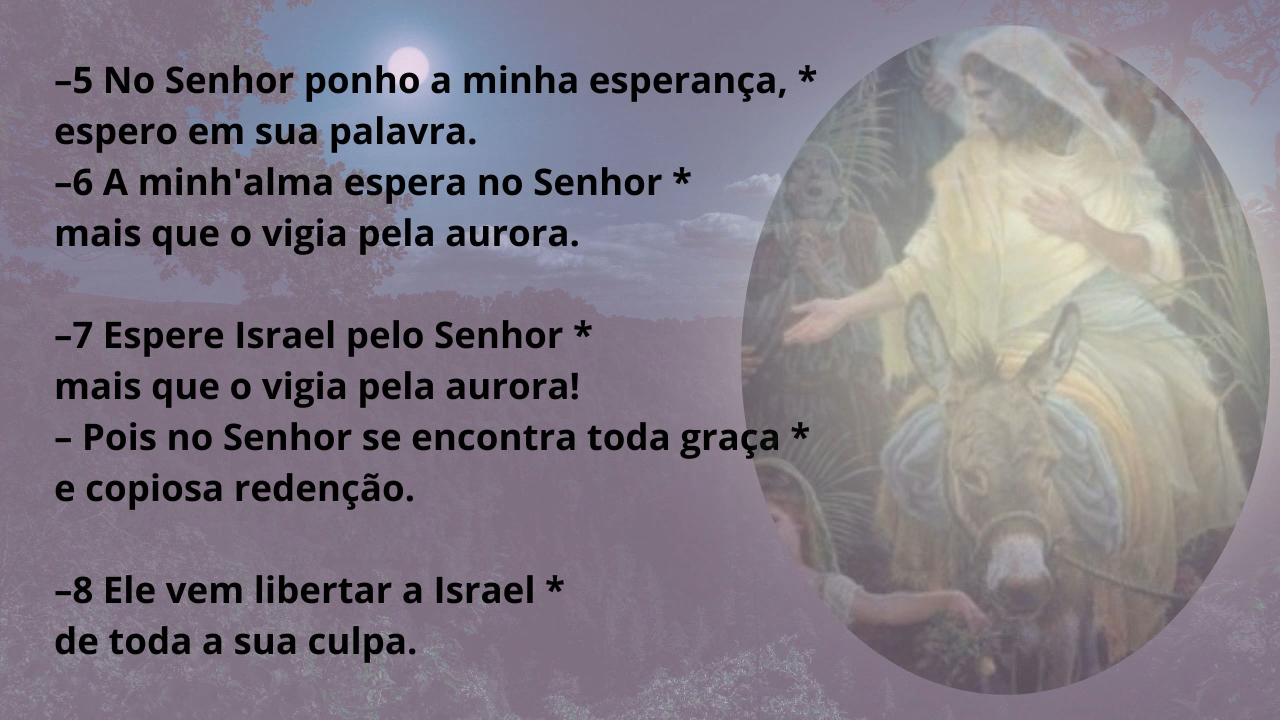 –5 No Senhor ponho a minha esperança, *
espero em sua palavra.
–6 A minh'alma espera no Senhor *
mais que o vigia pela aurora.
–7 Espere Israel pelo Senhor *
mais que o vigia pela aurora!
– Pois no Senhor se encontra toda graça *
e copiosa redenção.
–8 Ele vem libertar a Israel *
de toda a sua culpa.